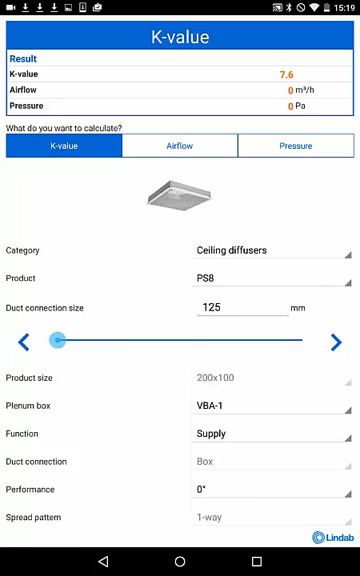 15:19
K-value
Result
K-value 7.6
Airflow 0 m³/h
Pressure 0 Pa
What do you want to calculate?
K-value Airflow Pressure
Category Ceiling diffusers
Product PS8
Duct connection size 125 mm
Product size 200x100
Plenum box VBA-1
Function Supply
Duct connection Box
Performance 0°
Spread pattern 1-way
Lindab